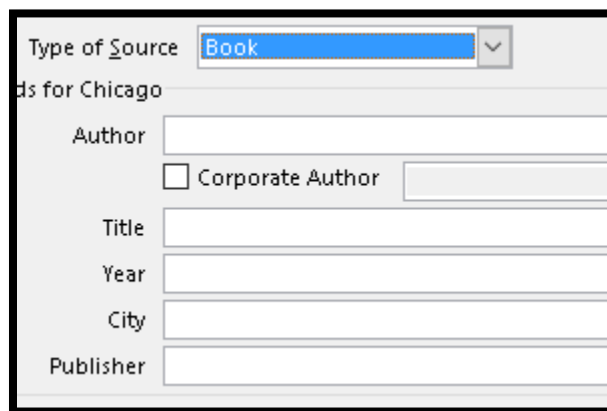 Type of Source Book
ds for Chicago
Author
Corporate Author
Title
Year
City
Publisher